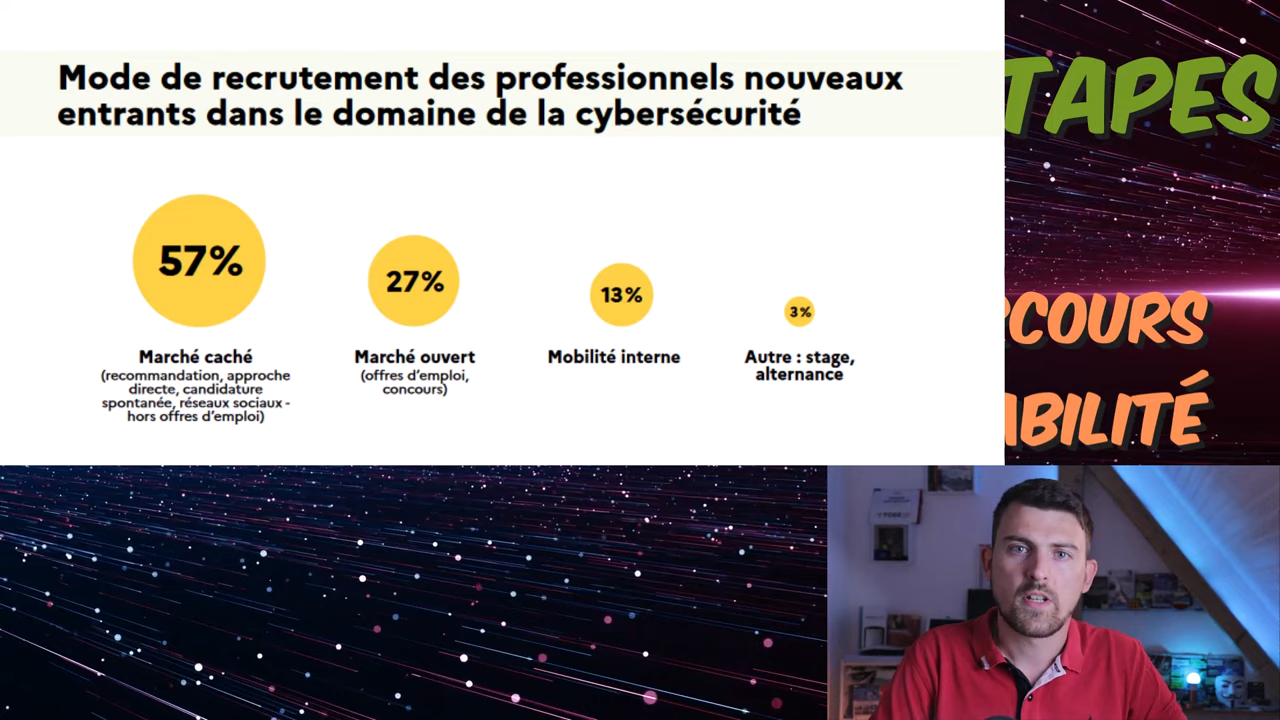 Mode de recrutement des professionnels nouveaux
entrants dans le domaine de la cybersécurité
57%
27%
13%
3%
Marché caché
(recommandation, approche
directe, candidature
spontanée, réseaux sociaux -
hors offres d'emploi)
Marché ouvert
(offres d'emploi,
concours)
Mobilité interne
Autre : stage,
alternance
TAPES
COURS
ABILITÉ